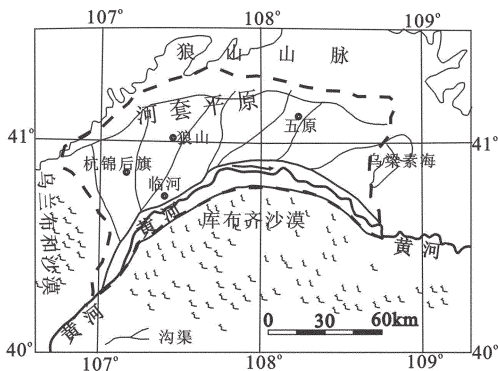 107° 108° 109°
狼山山脉
河套平原
五原
狼山
41° 41°
乌梁素海
杭锦后旗
临河
黄河
库布齐沙漠
乌兰布和沙漠
黄河
黄河
0 30 60km
沟渠
40° 40°
107° 108° 109°